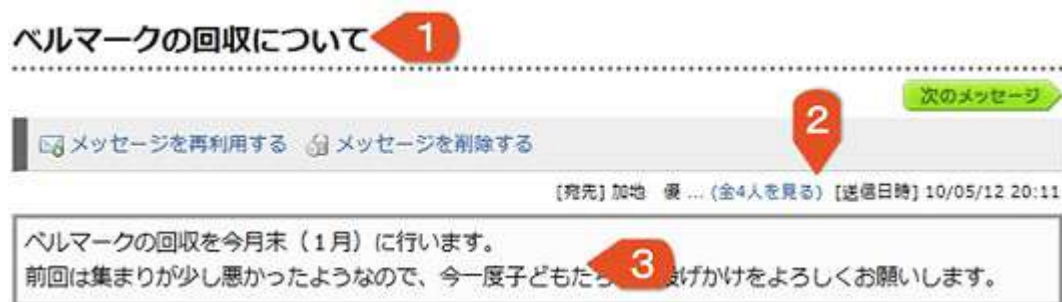 ベルマークの回収について 1
次のメッセージ
2
メッセージを再利用する メッセージを削除する
[宛先] 加地 優 ... (全4人を見る) [送信日時] 10/05/12 20:11
ベルマークの回収を今月末（１月）に行います。
前回は集まりが少し悪かったようなので、今一度子どもたち 3 げかけをよろしくお願いします。